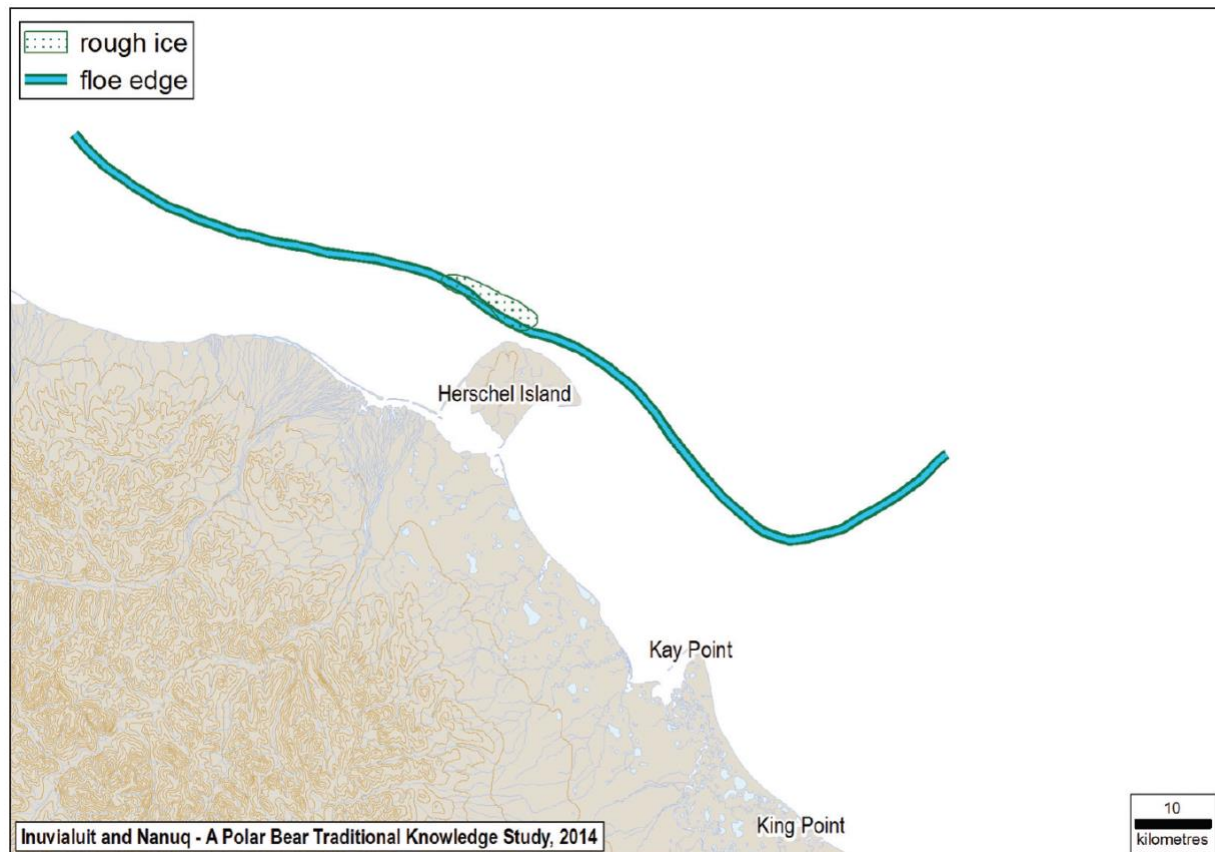 rough ice
floe edge
Herschel Island
Kay Point
King Point
Inuvialuit and Nanuq - A Polar Bear Traditional Knowledge Study, 2014
10
kilometres